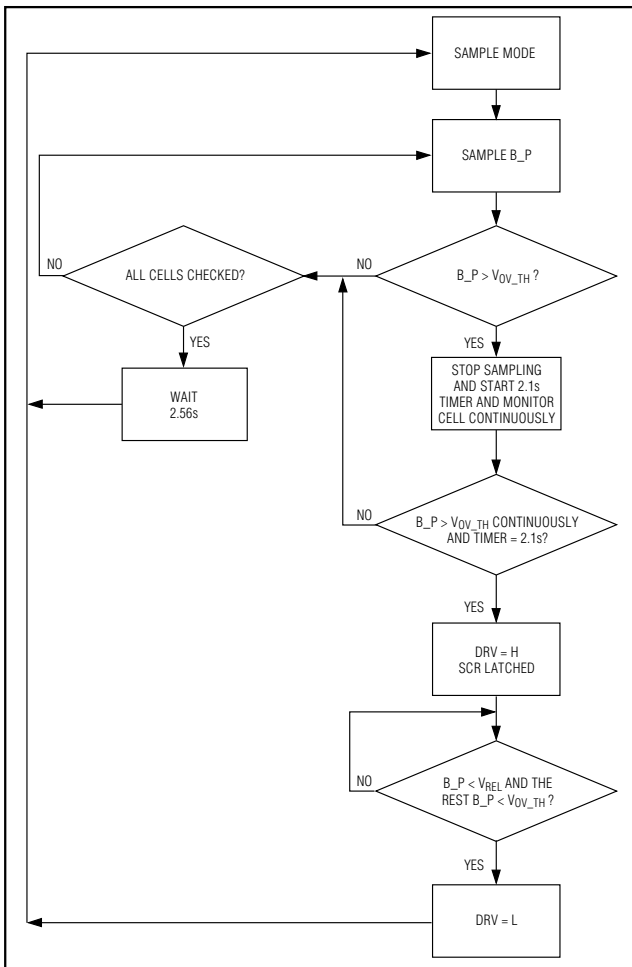 SAMPLE MODE
SAMPLE B_P
B_P > VOV_TH ?
NO
ALL CELLS CHECKED?
NO
YES
WAIT
2.56s
YES
STOP SAMPLING
AND START 2.1s
TIMER AND MONITOR
CELL CONTINUOUSLY
B_P > VOV_TH CONTINUOUSLY
AND TIMER = 2.1s?
NO
YES
DRV = H
SCR LATCHED
B_P < VREL AND THE
REST B_P < VOV_TH ?
NO
YES
DRV = L